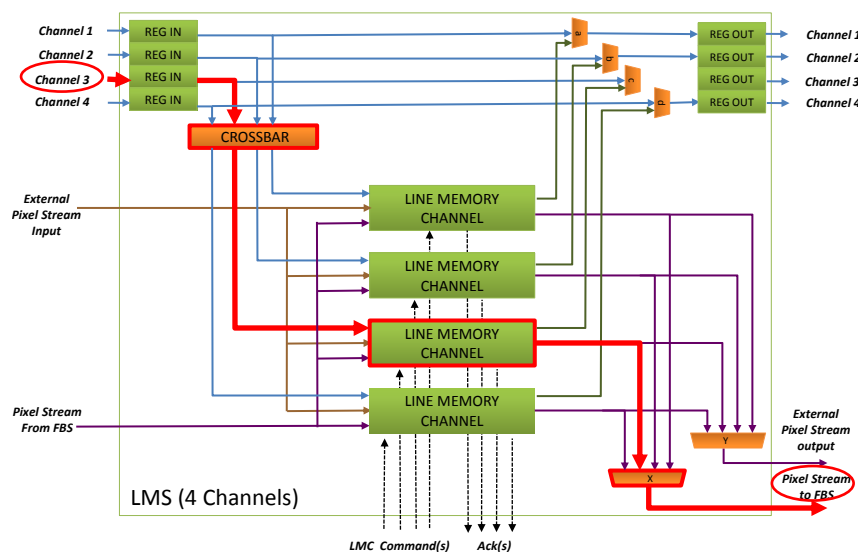 Channel 1
REG IN
a
REG OUT
Channel 1
Channel 2
REG IN
b
REG OUT
Channel 2
Channel 3
REG IN
c
REG OUT
Channel 3
Channel 4
REG IN
d
REG OUT
Channel 4
CROSSBAR
External
Pixel Stream
Input
LINE MEMORY
CHANNEL
LINE MEMORY
CHANNEL
LINE MEMORY
CHANNEL
LINE MEMORY
CHANNEL
Pixel Stream
From FBS
External
Pixel Stream
output
Y
Pixel Stream
to FBS
X
LMS (4 Channels)
LMC Command(s)
Ack(s)